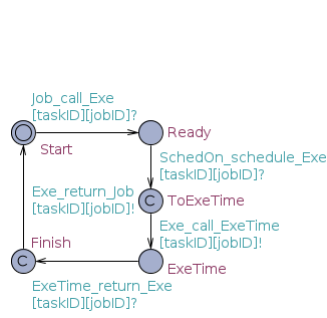 Job_call_Exe
[taskID][jobID]?
Ready
Start
SchedOn_schedule_Exe
[taskID][jobID]?
Exe_return_Job
[taskID][jobID]!
C
ToExeTime
Exe_call_ExeTime
[taskID][jobID]!
Finish
C
ExeTime
ExeTime_return_Exe
[taskID][jobID]?